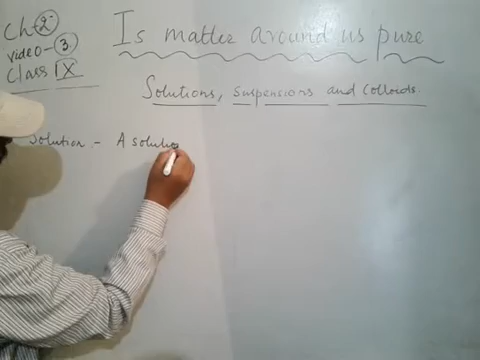 Ch-2
video-3.
Class IX
Is matter around us pure
Solutions, suspensions and colloids.
Solution - A solutio